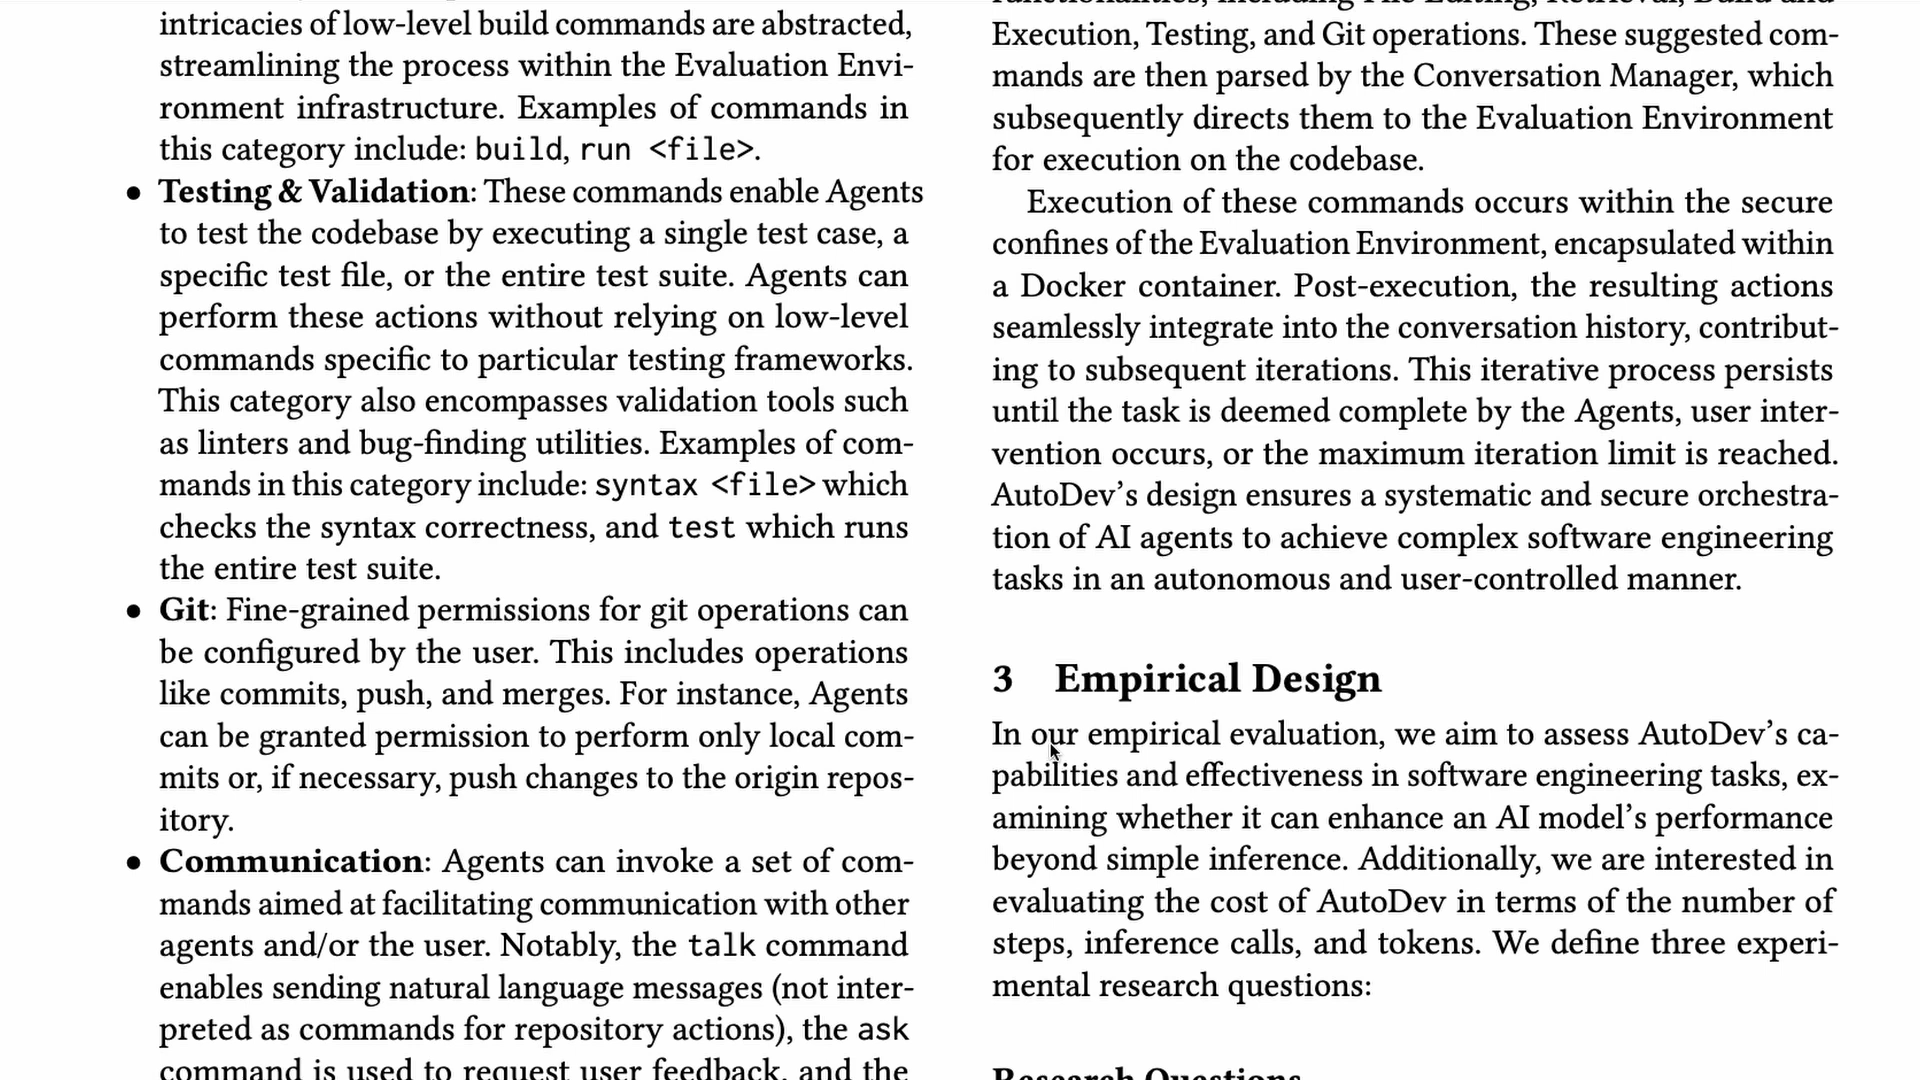 intricacies of low-level build commands are abstracted,
streamlining the process within the Evaluation Envi-
ronment infrastructure. Examples of commands in
this category include: build, run <file>.
● Testing & Validation: These commands enable Agents
to test the codebase by executing a single test case, a
specific test file, or the entire test suite. Agents can
perform these actions without relying on low-level
commands specific to particular testing frameworks.
This category also encompasses validation tools such
as linters and bug-finding utilities. Examples of com-
mands in this category include: syntax <file> which
checks the syntax correctness, and test which runs
the entire test suite.
● Git: Fine-grained permissions for git operations can
be configured by the user. This includes operations
like commits, push, and merges. For instance, Agents
can be granted permission to perform only local com-
mits or, if necessary, push changes to the origin repos-
itory.
● Communication: Agents can invoke a set of com-
mands aimed at facilitating communication with other
agents and/or the user. Notably, the talk command
enables sending natural language messages (not inter-
preted as commands for repository actions), the ask
command is used to request user feedback, and the
functionalities, including File Editing, Retrieval, Build and
Execution, Testing, and Git operations. These suggested com-
mands are then parsed by the Conversation Manager, which
subsequently directs them to the Evaluation Environment
for execution on the codebase.
Execution of these commands occurs within the secure
confines of the Evaluation Environment, encapsulated within
a Docker container. Post-execution, the resulting actions
seamlessly integrate into the conversation history, contribut-
ing to subsequent iterations. This iterative process persists
until the task is deemed complete by the Agents, user inter-
vention occurs, or the maximum iteration limit is reached.
AutoDev's design ensures a systematic and secure orchestra-
tion of AI agents to achieve complex software engineering
tasks in an autonomous and user-controlled manner.
3 Empirical Design
In our empirical evaluation, we aim to assess AutoDev's ca-
pabilities and effectiveness in software engineering tasks, ex-
amining whether it can enhance an AI model's performance
beyond simple inference. Additionally, we are interested in
evaluating the cost of AutoDev in terms of the number of
steps, inference calls, and tokens. We define three experi-
mental research questions:
Research Questions